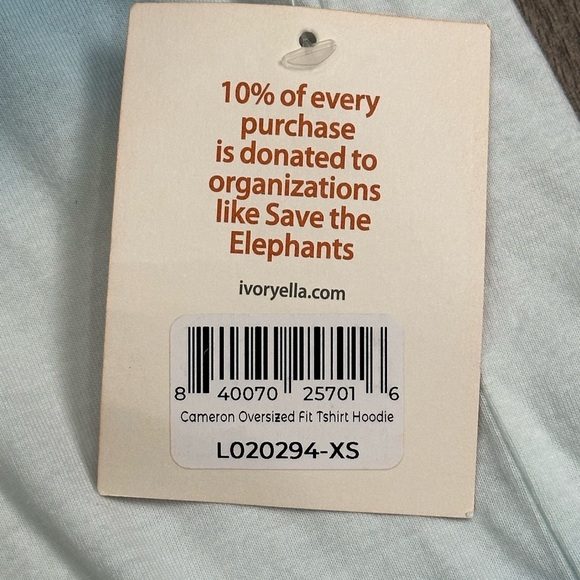 10% of every
purchase
is donated to
organizations
like Save the
Elephants
ivoryella.com
8 40070 25701 6
Cameron Oversized Fit Tshirt Hoodie
L020294-XS